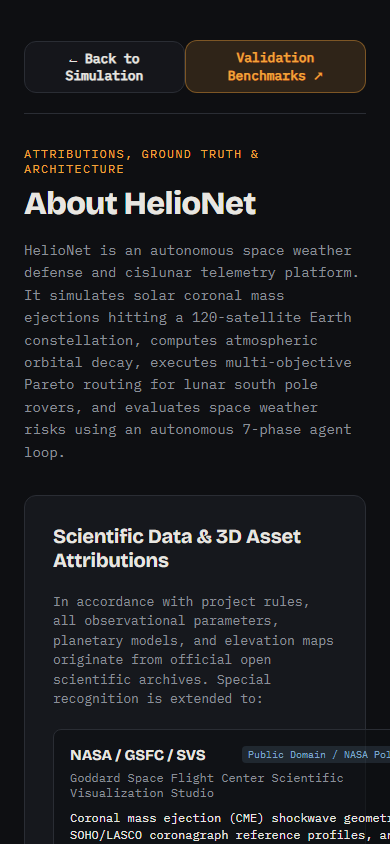 ← Back to
Simulation
Validation
Benchmarks ↗
ATTRIBUTIONS, GROUND TRUTH &
ARCHITECTURE
About HelioNet
HelioNet is an autonomous space weather
defense and cislunar telemetry platform.
It simulates solar coronal mass
ejections hitting a 120-satellite Earth
constellation, computes atmospheric
orbital decay, executes multi-objective
Pareto routing for lunar south pole
rovers, and evaluates space weather
risks using an autonomous 7-phase agent
loop.
Scientific Data & 3D Asset
Attributions
In accordance with project rules,
all observational parameters,
planetary models, and elevation maps
originate from official open
scientific archives. Special
recognition is extended to:
NASA / GSFC / SVS
Public Domain / NASA Pol
Goddard Space Flight Center Scientific
Visualization Studio
Coronal mass ejection (CME) shockwave geomet
SOHO/LASCO coronagraph reference profiles, a